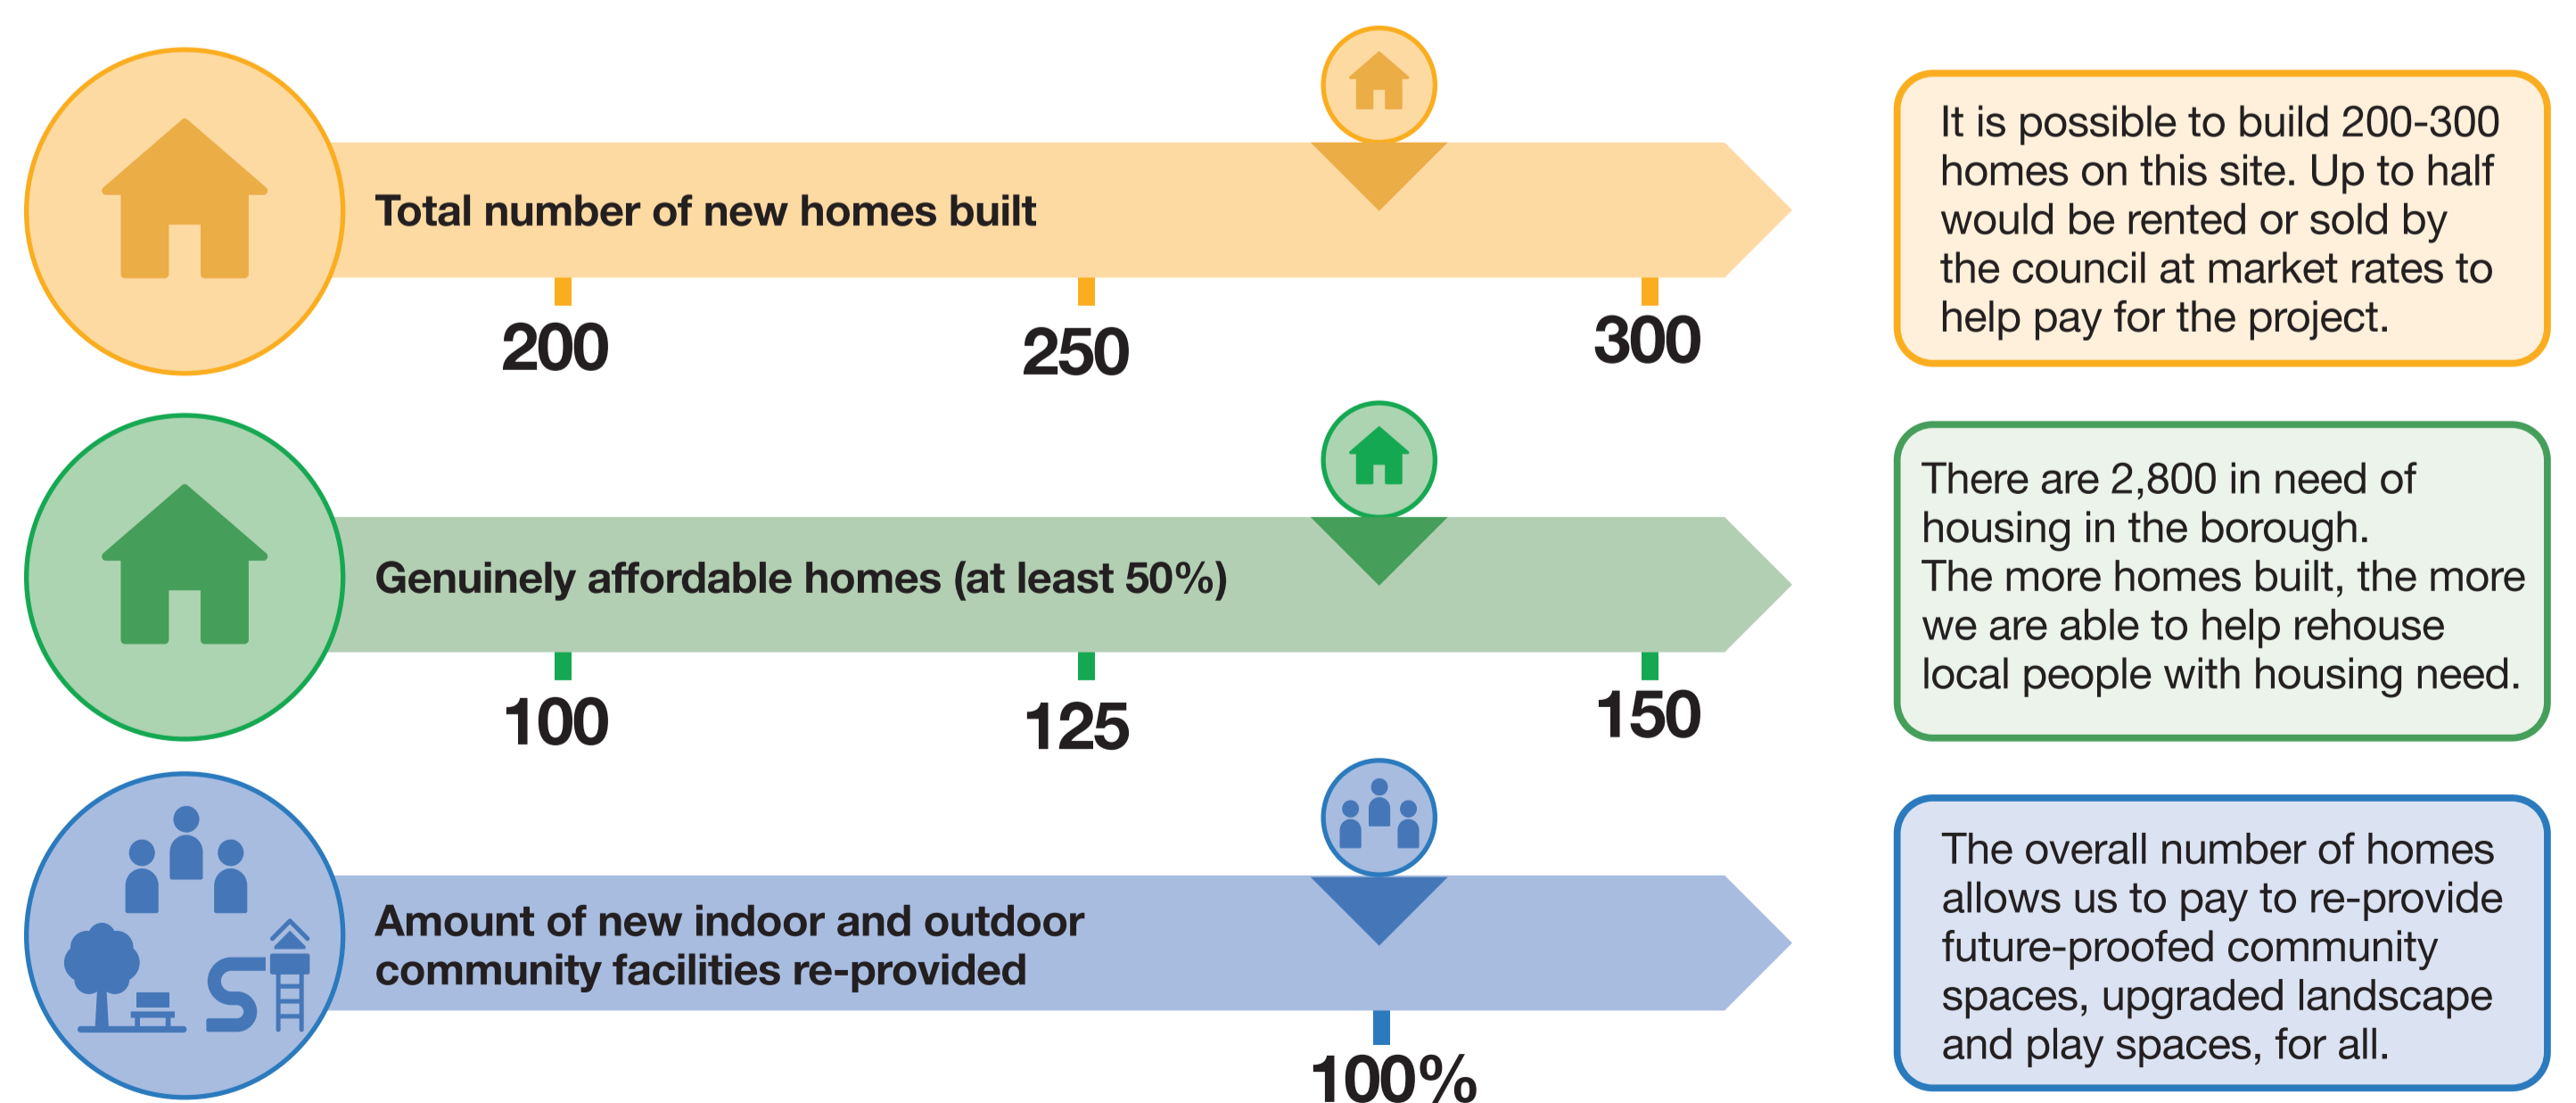 Total number of new homes built
200
250
300
It is possible to build 200-300
homes on this site. Up to half
would be rented or sold by
the council at market rates to
help pay for the project.
Genuinely affordable homes (at least 50%)
100
125
150
There are 2,800 in need of
housing in the borough.
The more homes built, the more
we are able to help rehouse
local people with housing need.
Amount of new indoor and outdoor
community facilities re-provided
100%
The overall number of homes
allows us to pay to re-provide
future-proofed community
spaces, upgraded landscape
and play spaces, for all.